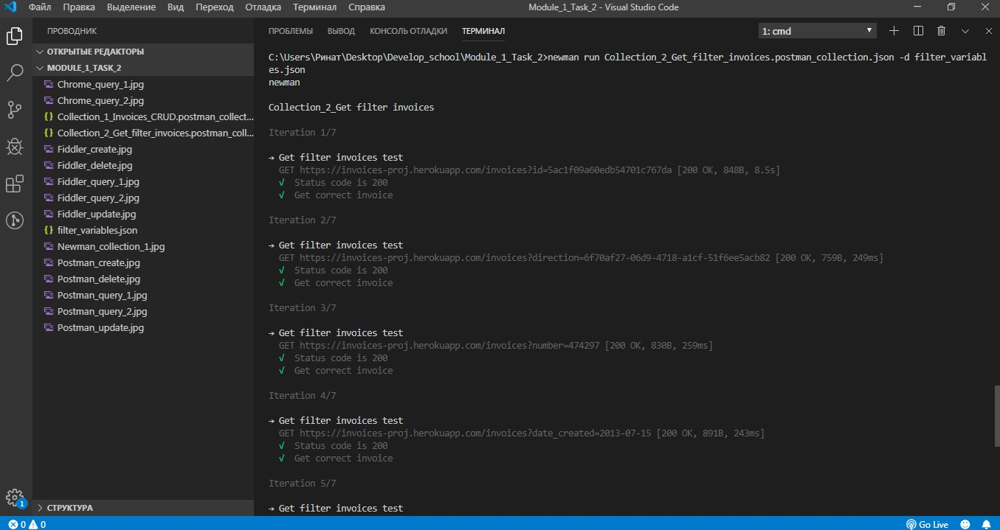 Файл Правка Выделение Вид Переход Отладка Терминал Справка
Module_1_Task_2 - Visual Studio Code
ПРОВОДНИК
ОТКРЫТЫЕ РЕДАКТОРЫ
MODULE_1_TASK_2
Chrome_query_1.jpg
Chrome_query_2.jpg
{} Collection_1_Invoices_CRUD.postman_collect...
{} Collection_2_Get_filter_invoices.postman_coll...
Fiddler_create.jpg
Fiddler_delete.jpg
Fiddler_query_1.jpg
Fiddler_query_2.jpg
Fiddler_update.jpg
{} filter_variables.json
Newman_collection_1.jpg
Postman_create.jpg
Postman_delete.jpg
Postman_query_1.jpg
Postman_query_2.jpg
Postman_update.jpg
СТРУКТУРА
ПРОБЛЕМЫ ВЫВОД КОНСОЛЬ ОТЛАДКИ ТЕРМИНАЛ
1: cmd
C:\Users\Ринат\Desktop\Develop_school\Module_1_Task_2>newman run Collection_2_Get_filter_invoices.postman_collection.json -d filter_variabl
es.json
newman
Collection_2_Get filter invoices
Iteration 1/7
→ Get filter invoices test
GET https://invoices-proj.herokuapp.com/invoices?id=5ac1f09a60edb54701c767da [200 OK, 848B, 8.5s]
√ Status code is 200
√ Get correct invoice
Iteration 2/7
→ Get filter invoices test
GET https://invoices-proj.herokuapp.com/invoices?direction=6f70af27-06d9-4718-a1cf-51f6ee5acb82 [200 OK, 759B, 249ms]
√ Status code is 200
√ Get correct invoice
Iteration 3/7
→ Get filter invoices test
GET https://invoices-proj.herokuapp.com/invoices?number=474297 [200 OK, 830B, 259ms]
√ Status code is 200
√ Get correct invoice
Iteration 4/7
→ Get filter invoices test
GET https://invoices-proj.herokuapp.com/invoices?date_created=2013-07-15 [200 OK, 891B, 243ms]
√ Status code is 200
√ Get correct invoice
Iteration 5/7
→ Get filter invoices test
1
0 0
Go Live